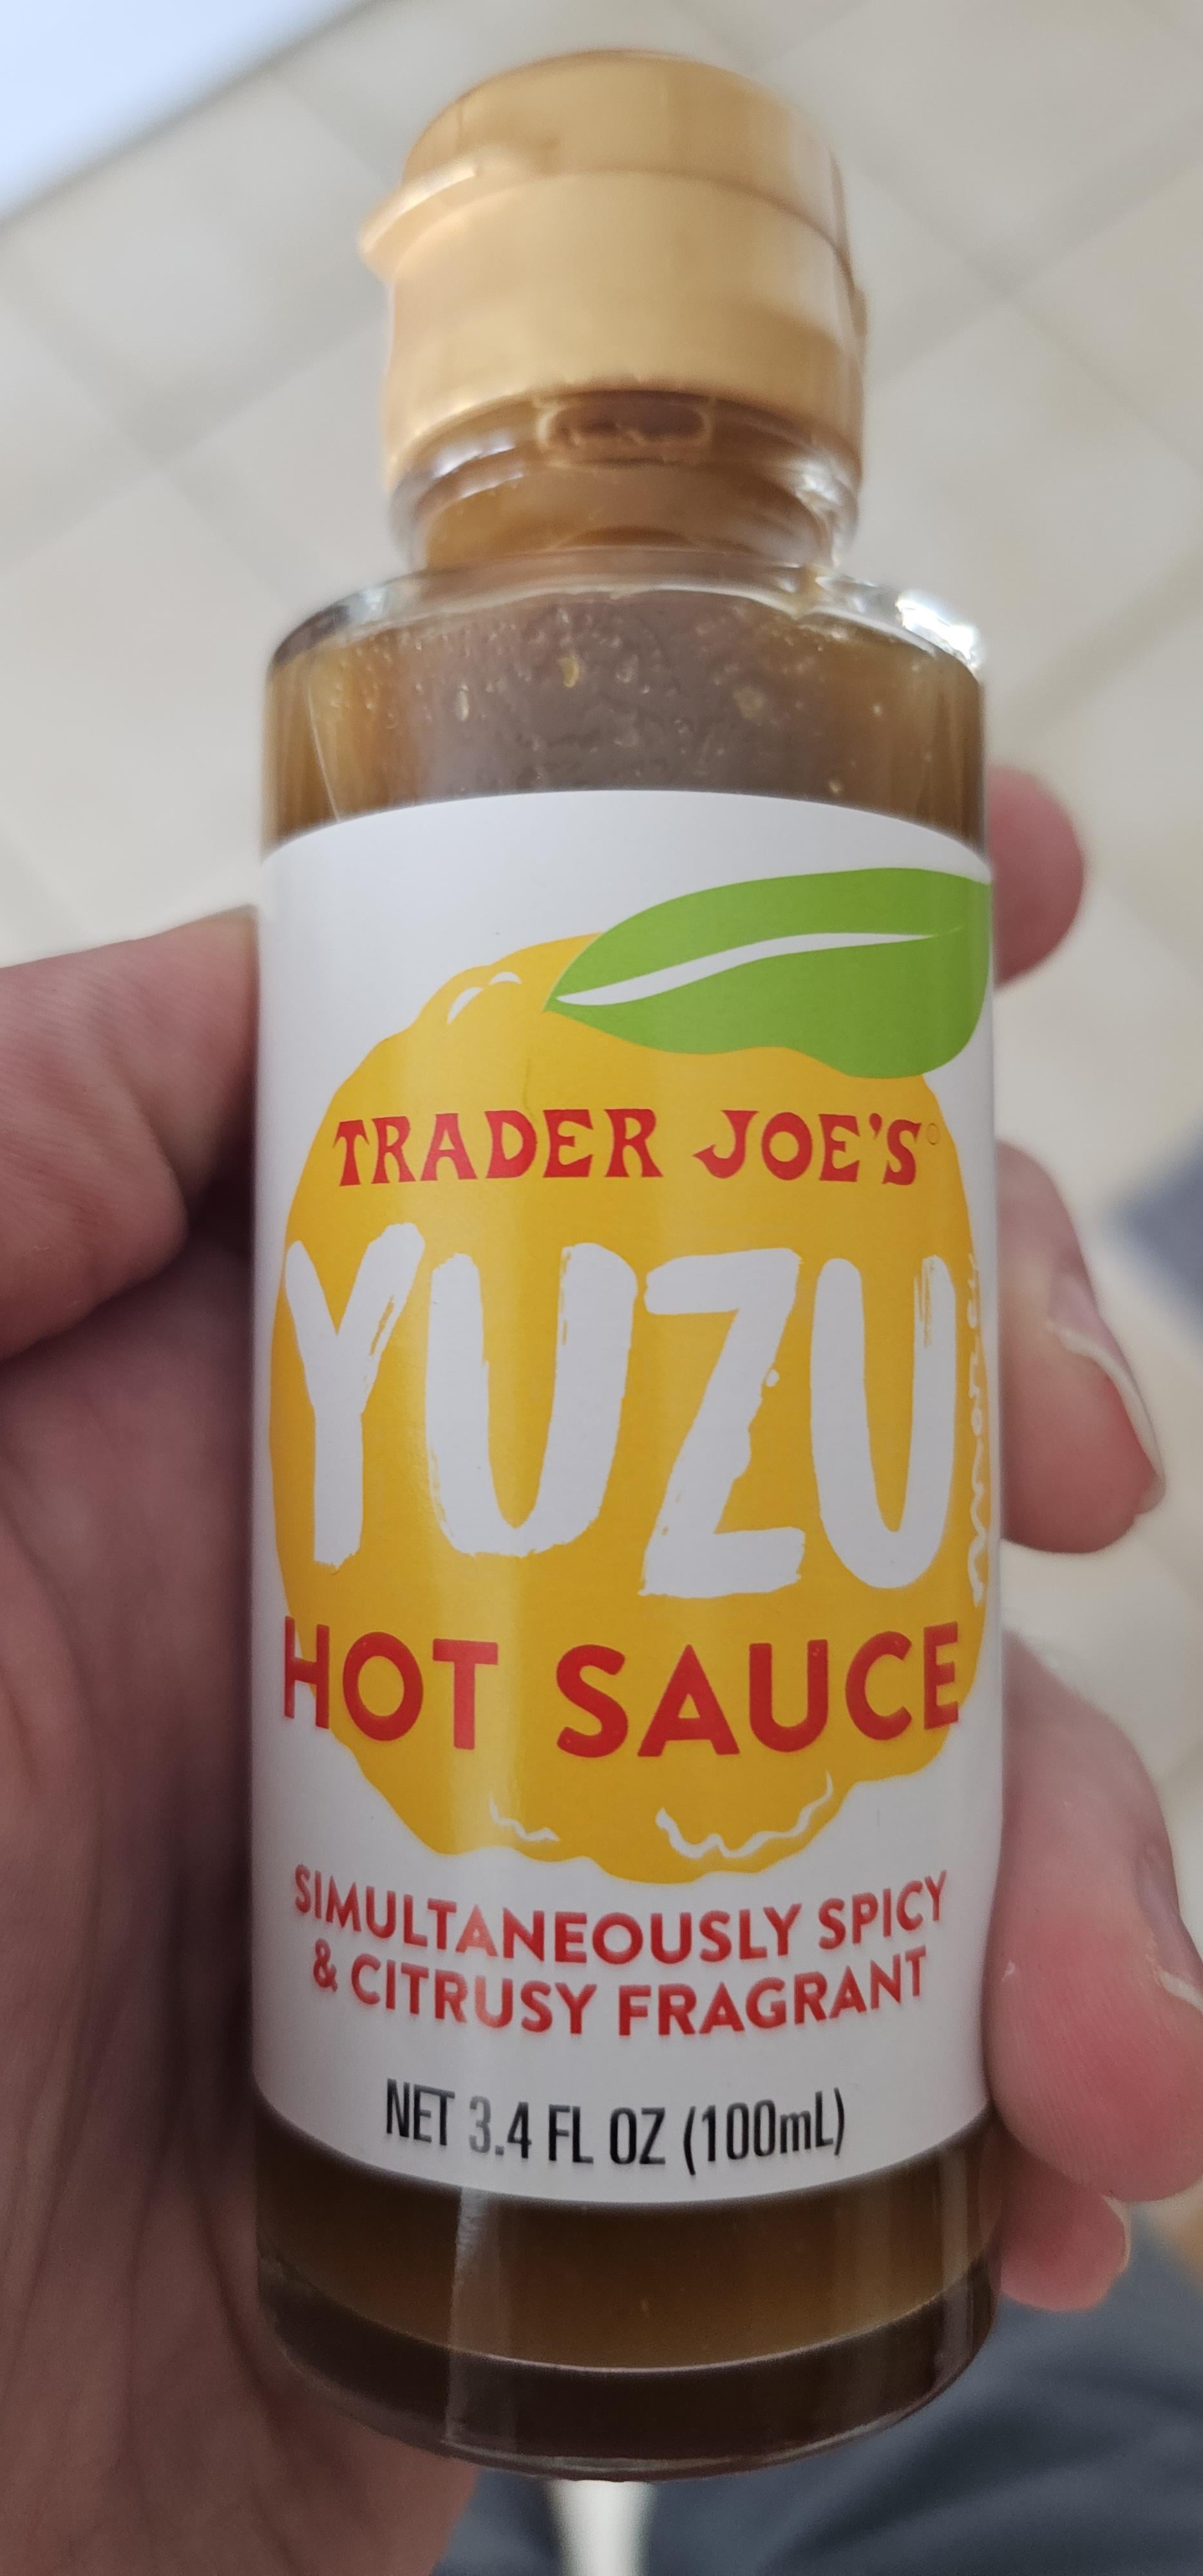 TRADER JOE'S
YUZU
HOT SAUCE
SIMULTANEOUSLY SPICY
& CITRUSY FRAGRANT
NET 3.4 FL OZ (100mL)